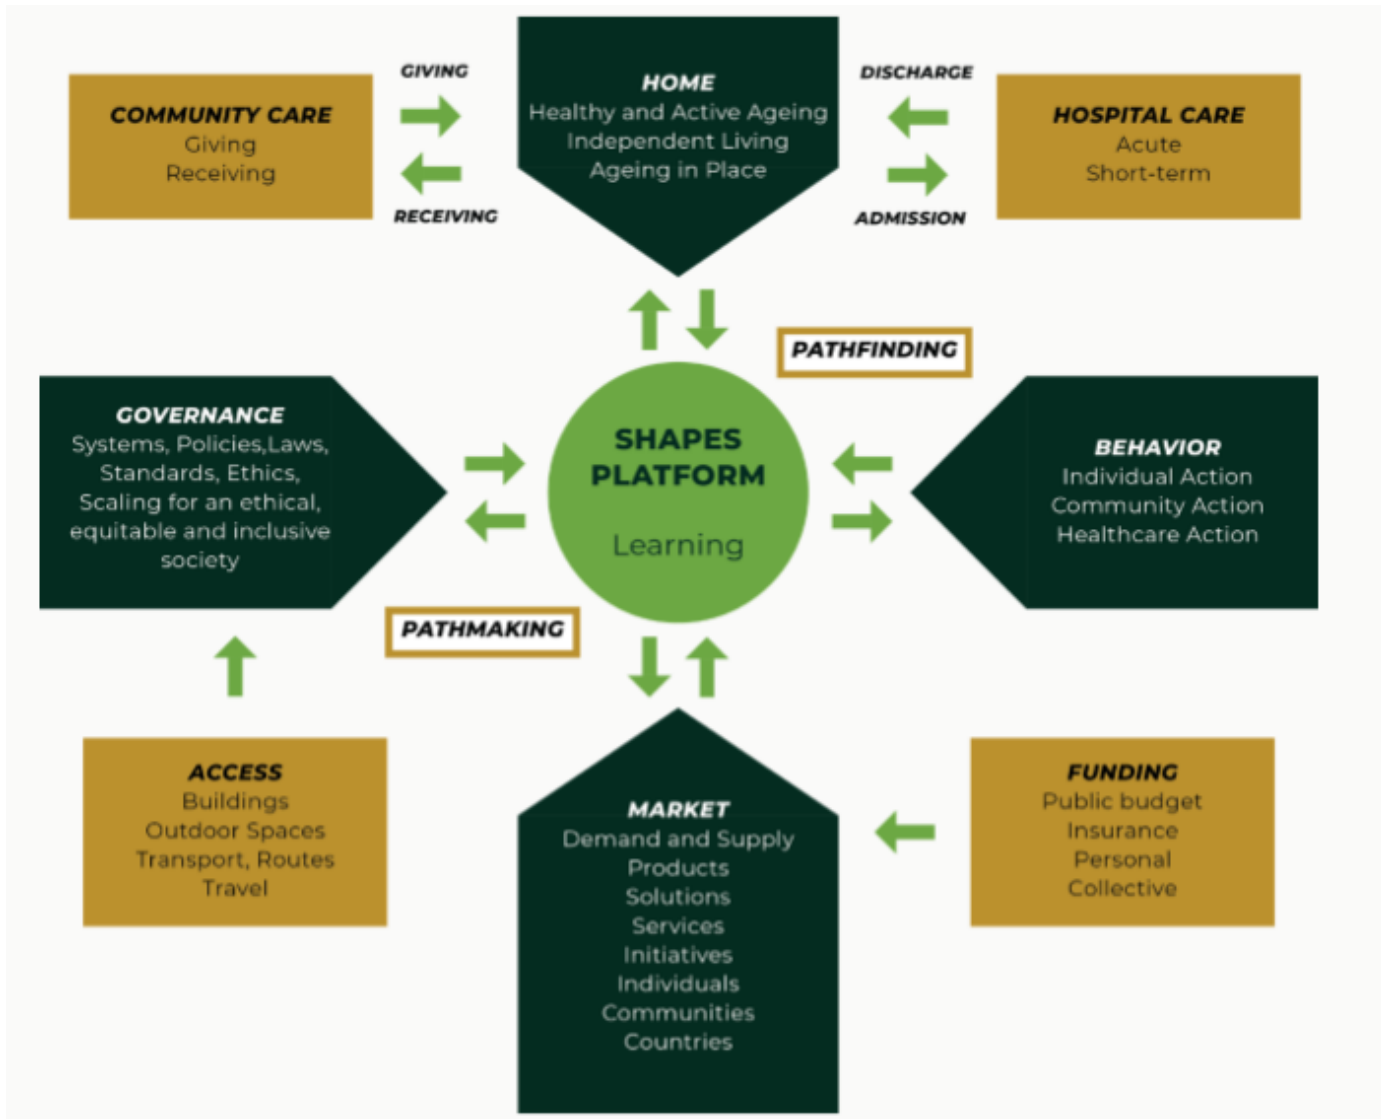 GIVING
COMMUNITY CARE
Giving
Receiving
RECEIVING
HOME
Healthy and Active Ageing
Independent Living
Ageing in Place
DISCHARGE
ADMISSION
HOSPITAL CARE
Acute
Short-term
PATHFINDING
GOVERNANCE
Systems, Policies,Laws,
Standards, Ethics,
Scaling for an ethical,
equitable and inclusive
society
SHAPES
PLATFORM
Learning
BEHAVIOR
Individual Action
Community Action
Healthcare Action
PATHMAKING
ACCESS
Buildings
Outdoor Spaces
Transport, Routes
Travel
MARKET
Demand and Supply
Products
Solutions
Services
Initiatives
Individuals
Communities
Countries
FUNDING
Public budget
Insurance
Personal
Collective